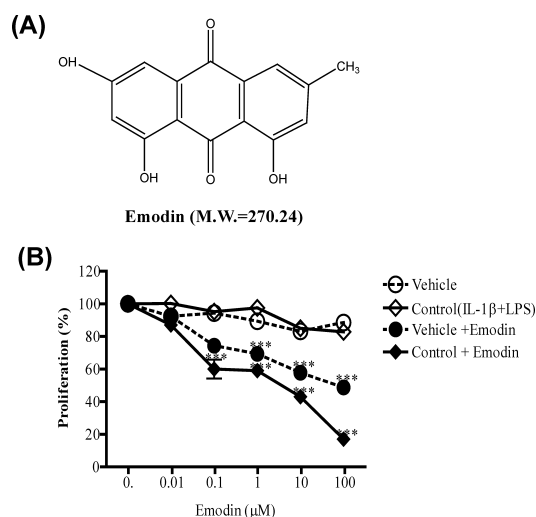 (A)
O
OH
CH3
OH
O
OH
Emodin (M.W.=270.24)
(B)
120
100
80
60
40
20
0
Proliferation (%)
0. 0.01 0.1 1 10 100
Emodin (μM)
Vehicle
Control(IL-1β+LPS)
Vehicle +Emodin
Control + Emodin
***
***
***
***
***
***
***
***